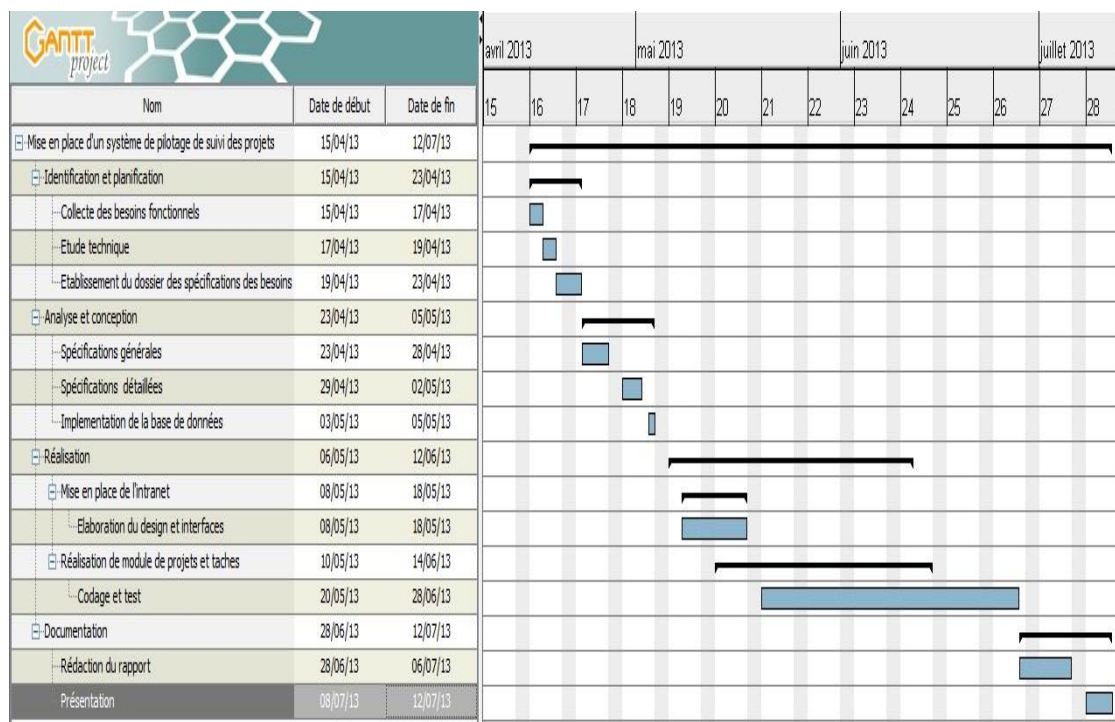 GANTT
project
Nom Date de début Date de fin
avril 2013 mai 2013 juin 2013 juillet 2013
15 16 17 18 19 20 21 22 23 24 25 26 27 28
Mise en place d'un système de pilotage de suivi des projets 15/04/13 12/07/13
Identification et planification 15/04/13 23/04/13
Collecte des besoins fonctionnels 15/04/13 17/04/13
Etude technique 17/04/13 19/04/13
Etablissement du dossier des spécifications des besoins 19/04/13 23/04/13
Analyse et conception 23/04/13 05/05/13
Spécifications générales 23/04/13 28/04/13
Spécifications détaillées 29/04/13 02/05/13
Implementation de la base de données 03/05/13 05/05/13
Réalisation 06/05/13 12/06/13
Mise en place de l'intranet 08/05/13 18/05/13
Elaboration du design et interfaces 08/05/13 18/05/13
Réalisation de module de projets et taches 10/05/13 14/06/13
Codage et test 20/05/13 28/06/13
Documentation 28/06/13 12/07/13
Rédaction du rapport 28/06/13 06/07/13
Présentation 08/07/13 12/07/13